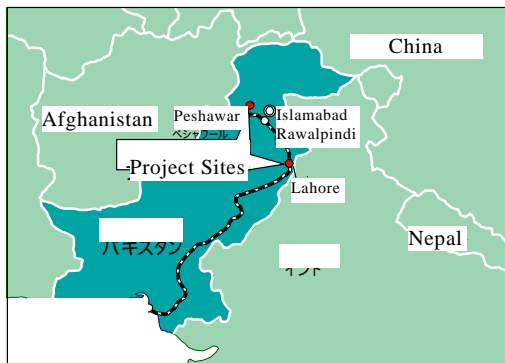 China
Afghanistan
Peshawar
ペシャワール
Islamabad
Rawalpindi
Project Sites
Lahore
パキスタン
Nepal
インド